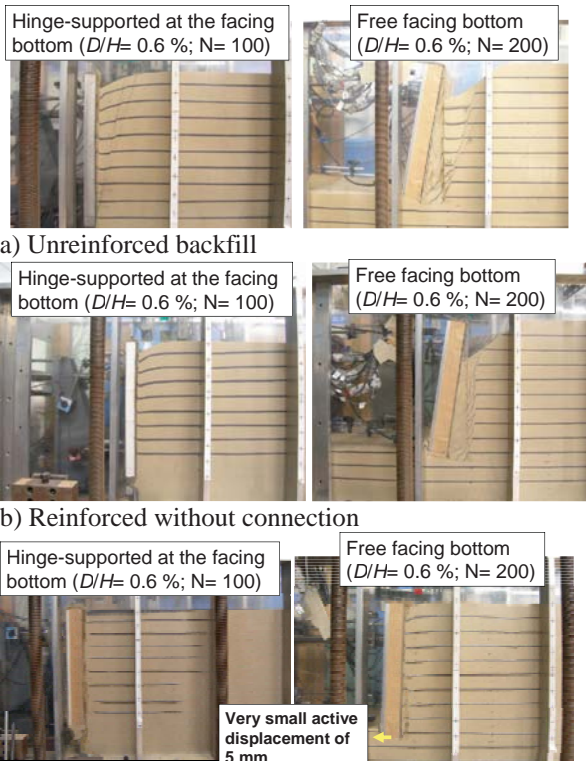 Hinge-supported at the facing
bottom (D/H= 0.6 %; N= 100)
Free facing bottom
(D/H= 0.6 %; N= 200)
a) Unreinforced backfill
Hinge-supported at the facing
bottom (D/H= 0.6 %; N= 100)
Free facing bottom
(D/H= 0.6 %; N= 200)
b) Reinforced without connection
Hinge-supported at the facing
bottom (D/H= 0.6 %; N= 100)
Free facing bottom
(D/H= 0.6 %; N= 200)
Very small active
displacement of
5 mm